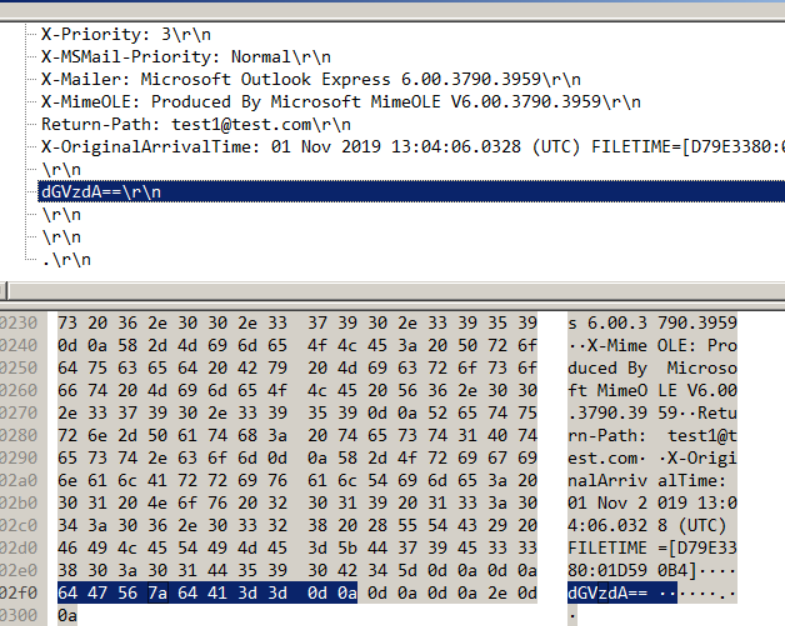 X-Priority: 3\r\n
X-MSMail-Priority: Normal\r\n
X-Mailer: Microsoft Outlook Express 6.00.3790.3959\r\n
X-MimeOLE: Produced By Microsoft MimeOLE V6.00.3790.3959\r\n
Return-Path: test1@test.com\r\n
X-OriginalArrivalTime: 01 Nov 2019 13:04:06.0328 (UTC) FILETIME=[D79E3380:0
\r\n
dGVzdA==\r\n
\r\n
\r\n
.\r\n
0230 73 20 36 2e 30 30 2e 33 37 39 30 2e 33 39 35 39 s 6.00.3 790.3959
0240 0d 0a 58 2d 4d 69 6d 65 4f 4c 45 3a 20 50 72 6f ··X-Mime OLE: Pro
0250 64 75 63 65 64 20 42 79 20 4d 69 63 72 6f 73 6f duced By Microso
0260 66 74 20 4d 69 6d 65 4f 4c 45 20 56 36 2e 30 30 ft MimeO LE V6.00
0270 2e 33 37 39 30 2e 33 39 35 39 0d 0a 52 65 74 75 .3790.39 59··Retu
0280 72 6e 2d 50 61 74 68 3a 20 74 65 73 74 31 40 74 rn-Path: test1@t
0290 65 73 74 2e 63 6f 6d 0d 0a 58 2d 4f 72 69 67 69 est.com· ·X-Origi
02a0 6e 61 6c 41 72 72 69 76 61 6c 54 69 6d 65 3a 20 nalArriv alTime:
02b0 30 31 20 4e 6f 76 20 32 30 31 39 20 31 33 3a 30 01 Nov 2 019 13:0
02c0 34 3a 30 36 2e 30 33 32 38 20 28 55 54 43 29 20 4:06.032 8 (UTC)
02d0 46 49 4c 45 54 49 4d 45 3d 5b 44 37 39 45 33 33 FILETIME =[D79E33
02e0 38 30 3a 30 31 44 35 39 30 42 34 5d 0d 0a 0d 0a 80:01D59 0B4]····
02f0 64 47 56 7a 64 41 3d 3d 0d 0a 0d 0a 0d 0a 2e 0d dGVzdA== ······.·
0300 0a ·